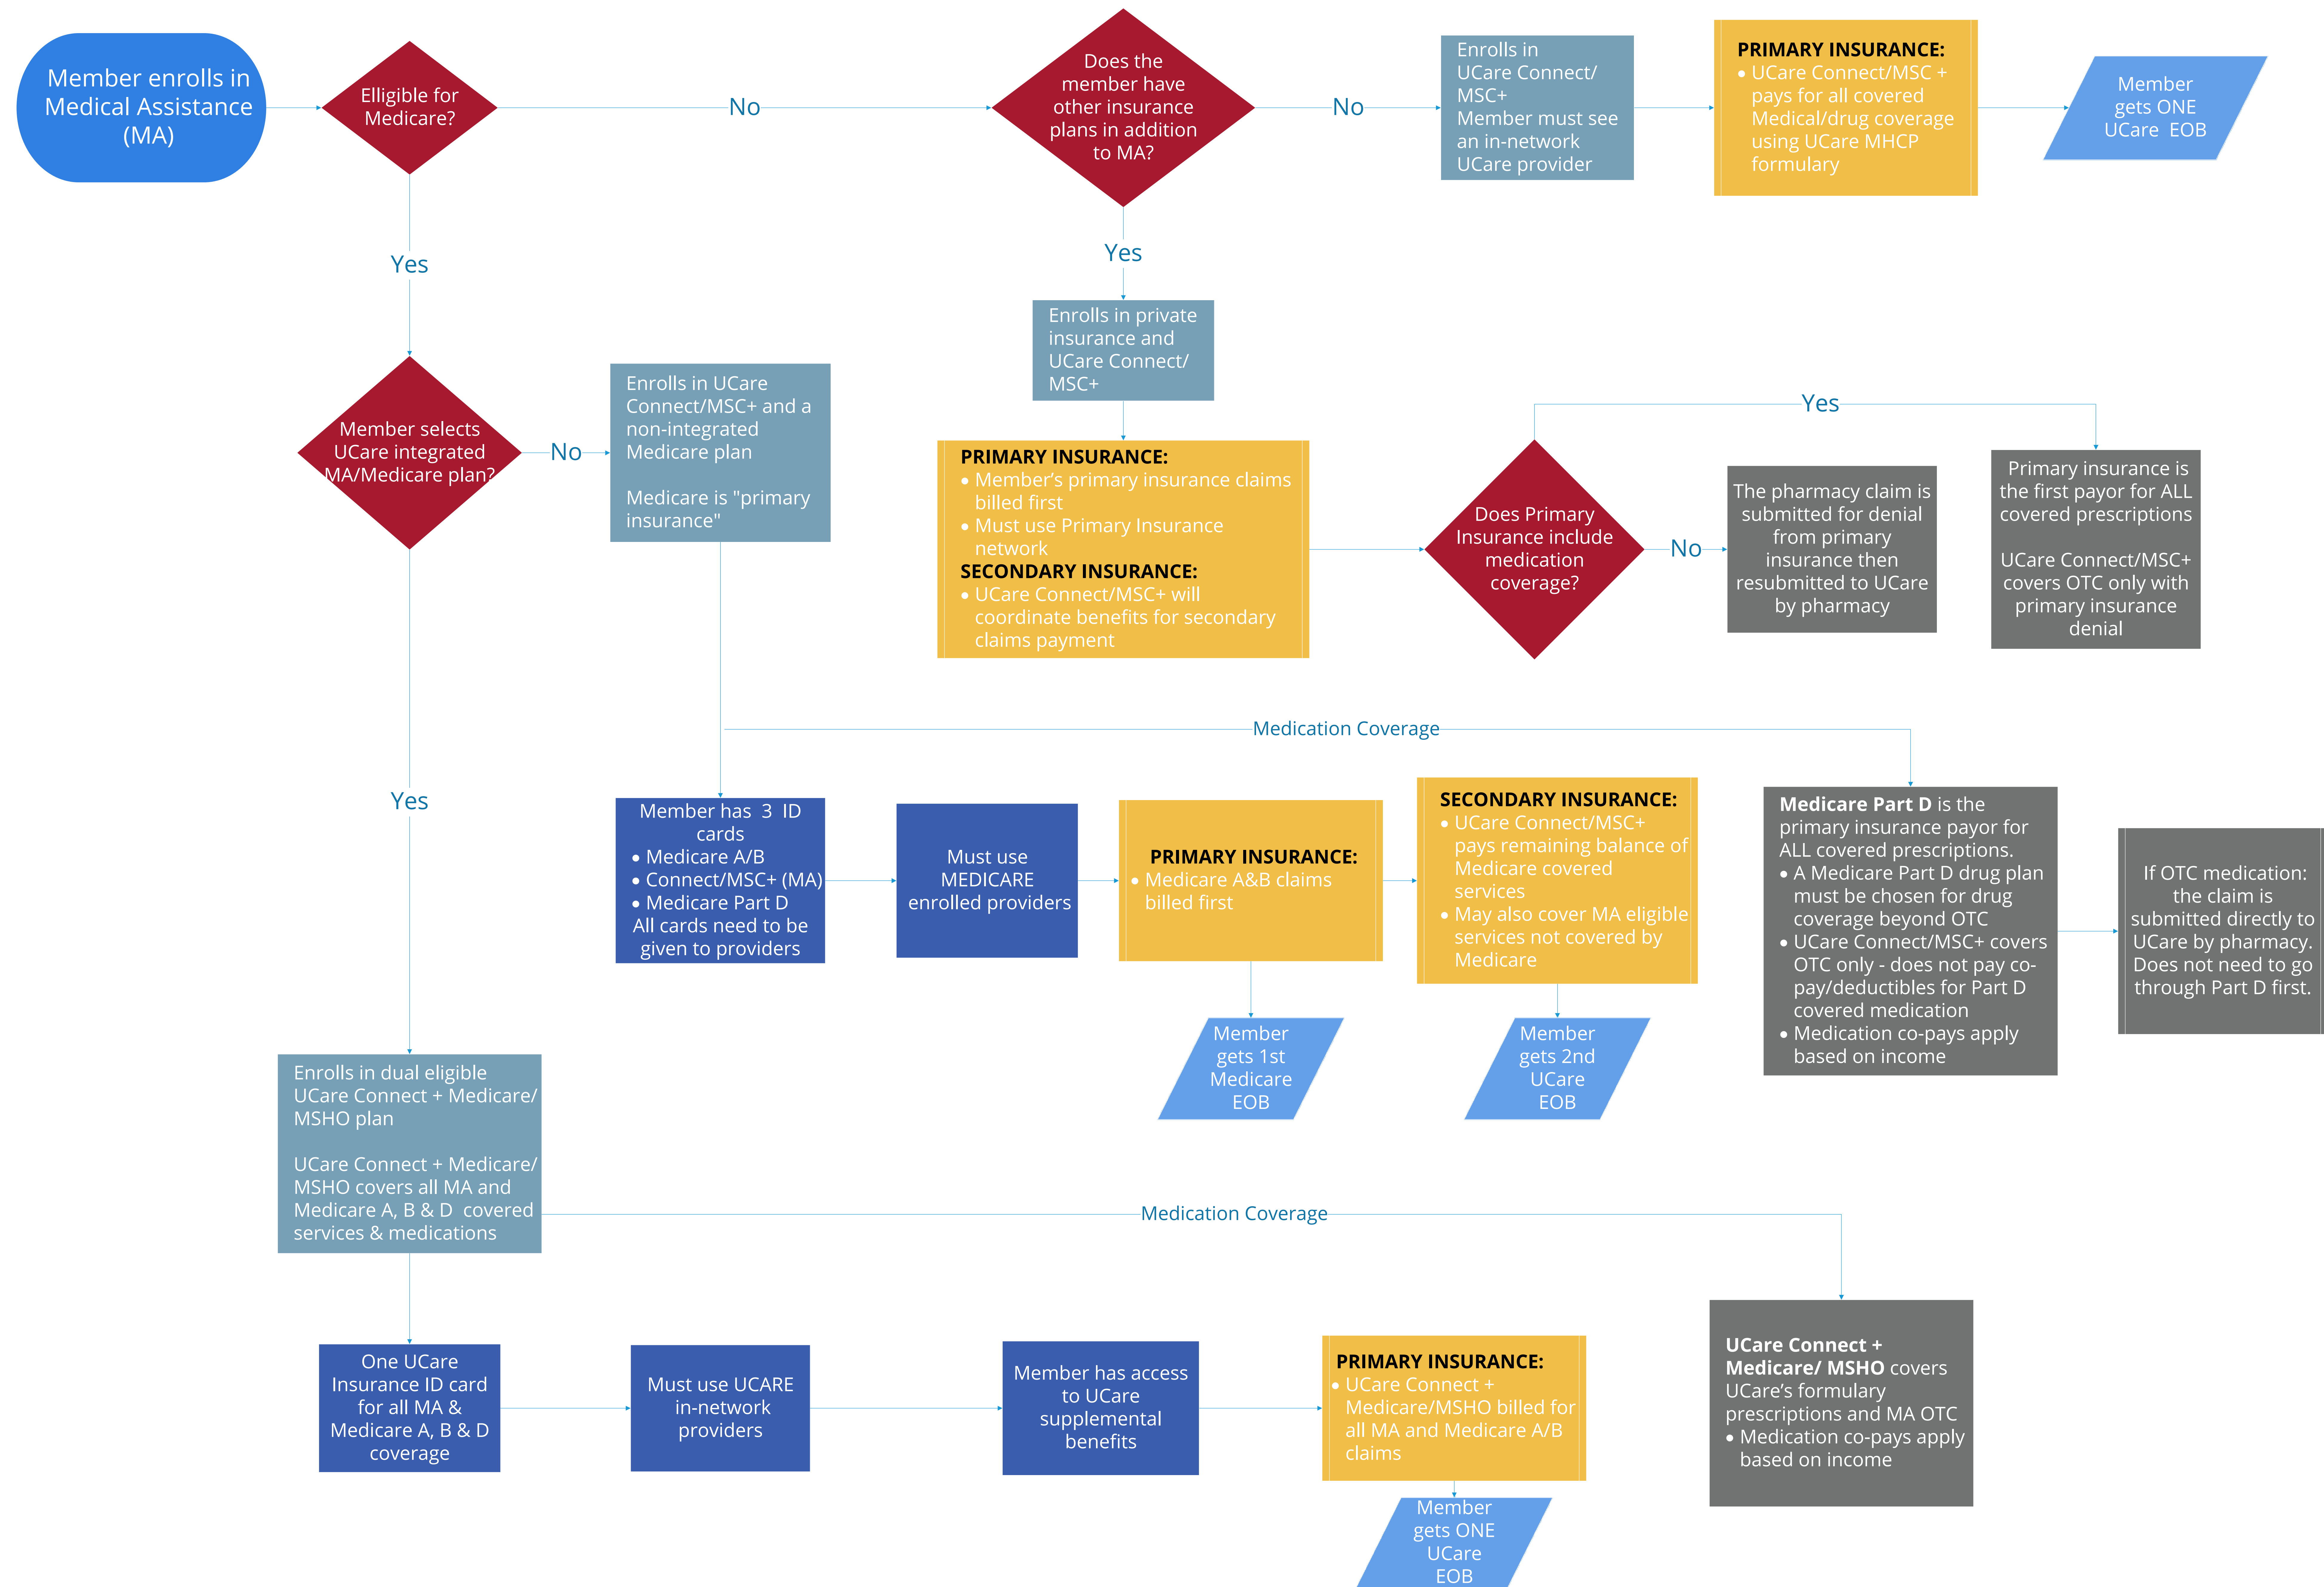 Member enrolls in
Medical Assistance
(MA)
Elligible for
Medicare?
No
Does the
member have
other insurance
plans in addition
to MA?
No
Enrolls in
UCare Connect/
MSC+
Member must see
an in-network
UCare provider
PRIMARY INSURANCE:
• UCare Connect/MSC +
pays for all covered
Medical/drug coverage
using UCare MHCP
formulary
Member
gets ONE
UCare EOB
Yes
Yes
Enrolls in private
insurance and
UCare Connect/
MSC+
Member selects
UCare integrated
MA/Medicare plan?
No
Enrolls in UCare
Connect/MSC+ and a
non-integrated
Medicare plan
Medicare is "primary
insurance"
PRIMARY INSURANCE:
• Member’s primary insurance claims
billed first
• Must use Primary Insurance
network
SECONDARY INSURANCE:
• UCare Connect/MSC+ will
coordinate benefits for secondary
claims payment
Does Primary
Insurance include
medication
coverage?
No
The pharmacy claim is
submitted for denial
from primary
insurance then
resubmitted to UCare
by pharmacy
Yes
Primary insurance is
the first payor for ALL
covered prescriptions
UCare Connect/MSC+
covers OTC only with
primary insurance
denial
Medication Coverage
Yes
Member has 3 ID
cards
• Medicare A/B
• Connect/MSC+ (MA)
• Medicare Part D
All cards need to be
given to providers
Must use
MEDICARE
enrolled providers
PRIMARY INSURANCE:
• Medicare A&B claims
billed first
SECONDARY INSURANCE:
• UCare Connect/MSC+
pays remaining balance of
Medicare covered
services
• May also cover MA eligible
services not covered by
Medicare
Medicare Part D is the
primary insurance payor for
ALL covered prescriptions.
• A Medicare Part D drug plan
must be chosen for drug
coverage beyond OTC
• UCare Connect/MSC+ covers
OTC only - does not pay co-
pay/deductibles for Part D
covered medication
• Medication co-pays apply
based on income
If OTC medication:
the claim is
submitted directly to
UCare by pharmacy.
Does not need to go
through Part D first.
Member
gets 1st
Medicare
EOB
Member
gets 2nd
UCare
EOB
Enrolls in dual eligible
UCare Connect + Medicare/
MSHO plan
UCare Connect + Medicare/
MSHO covers all MA and
Medicare A, B & D covered
services & medications
Medication Coverage
One UCare
Insurance ID card
for all MA &
Medicare A, B & D
coverage
Must use UCARE
in-network
providers
Member has access
to UCare
supplemental
benefits
PRIMARY INSURANCE:
• UCare Connect +
Medicare/MSHO billed for
all MA and Medicare A/B
claims
UCare Connect +
Medicare/ MSHO covers
UCare’s formulary
prescriptions and MA OTC
• Medication co-pays apply
based on income
Member
gets ONE
UCare
EOB